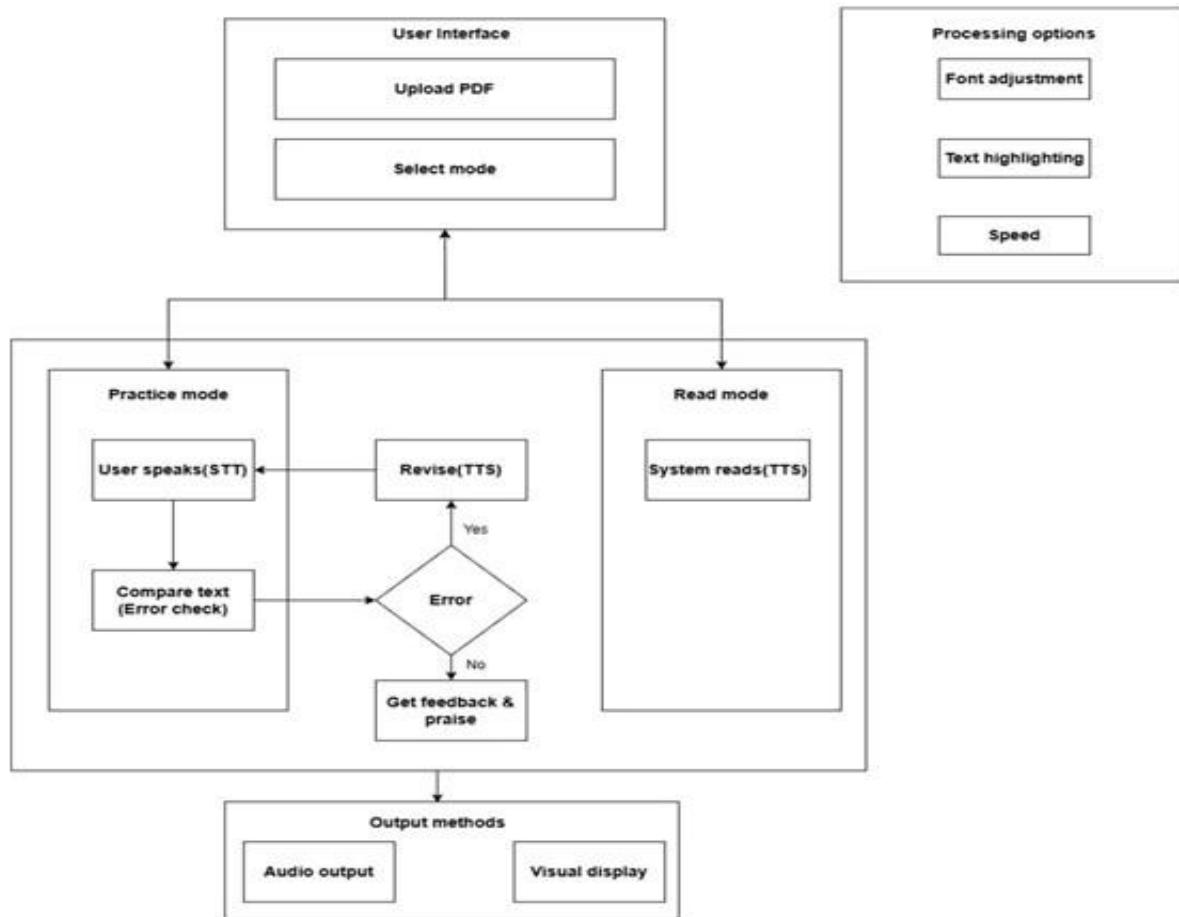 User Interface
Upload PDF
Select mode
Processing options
Font adjustment
Text highlighting
Speed
Practice mode
User speaks(STT)
Compare text
(Error check)
Revise(TTS)
Yes
Error
No
Get feedback &
praise
Read mode
System reads(TTS)
Output methods
Audio output
Visual display